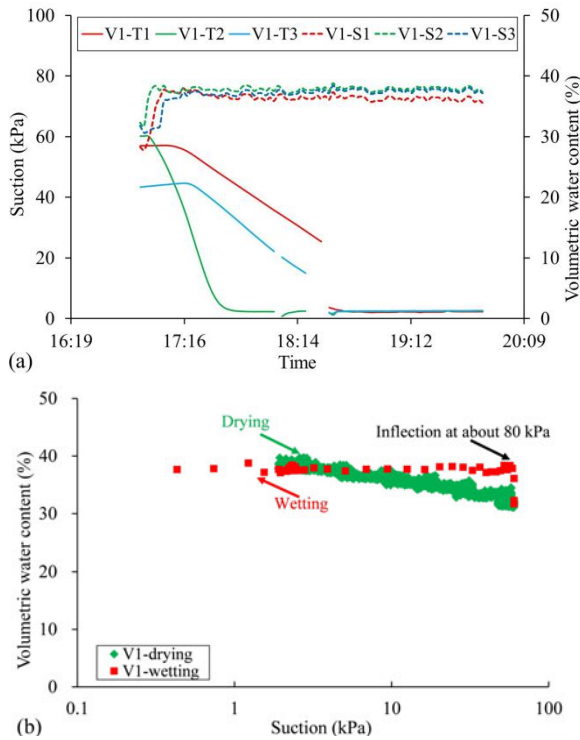 V1-T1 V1-T2 V1-T3 V1-S1 V1-S2 V1-S3
100
80
60
40
20
0
Suction (kPa)
50
40
30
20
10
0
Volumetric water content (%)
16:19 17:16 18:14 19:12 20:09
Time
(a)
50
40
30
20
10
0
Volumetric water content (%)
Drying
Inflection at about 80 kPa
Wetting
V1-drying
V1-wetting
0.1 1 10 100
Suction (kPa)
(b)